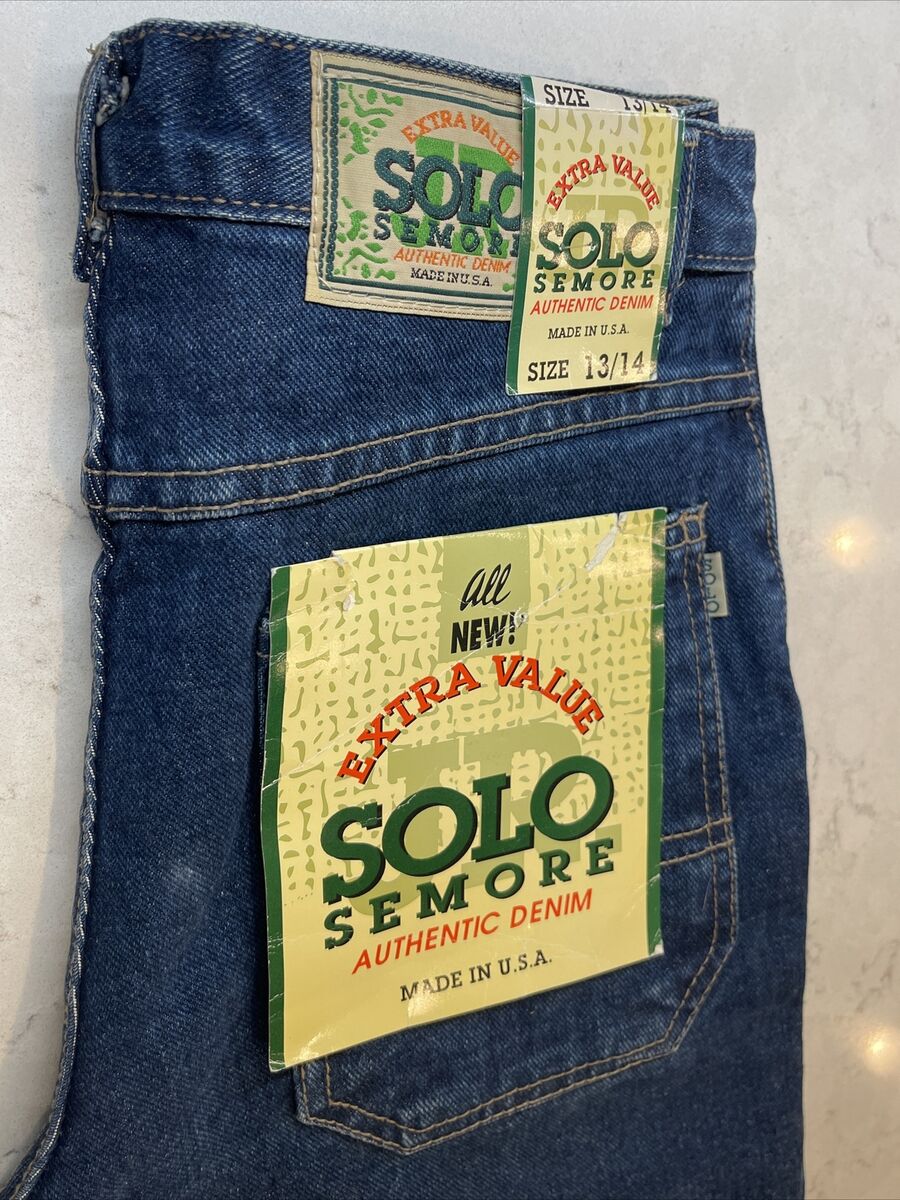 EXTRA VALUE
SOLO
SEMORE
AUTHENTIC DENIM
MADE IN U.S.A.
SIZE 13/14
EXTRA VALUE
SOLO
SEMORE
AUTHENTIC DENIM
MADE IN U.S.A.
SIZE 13/14
SOLO
all
NEW!
EXTRA VALUE
SOLO
SEMORE
AUTHENTIC DENIM
MADE IN U.S.A.